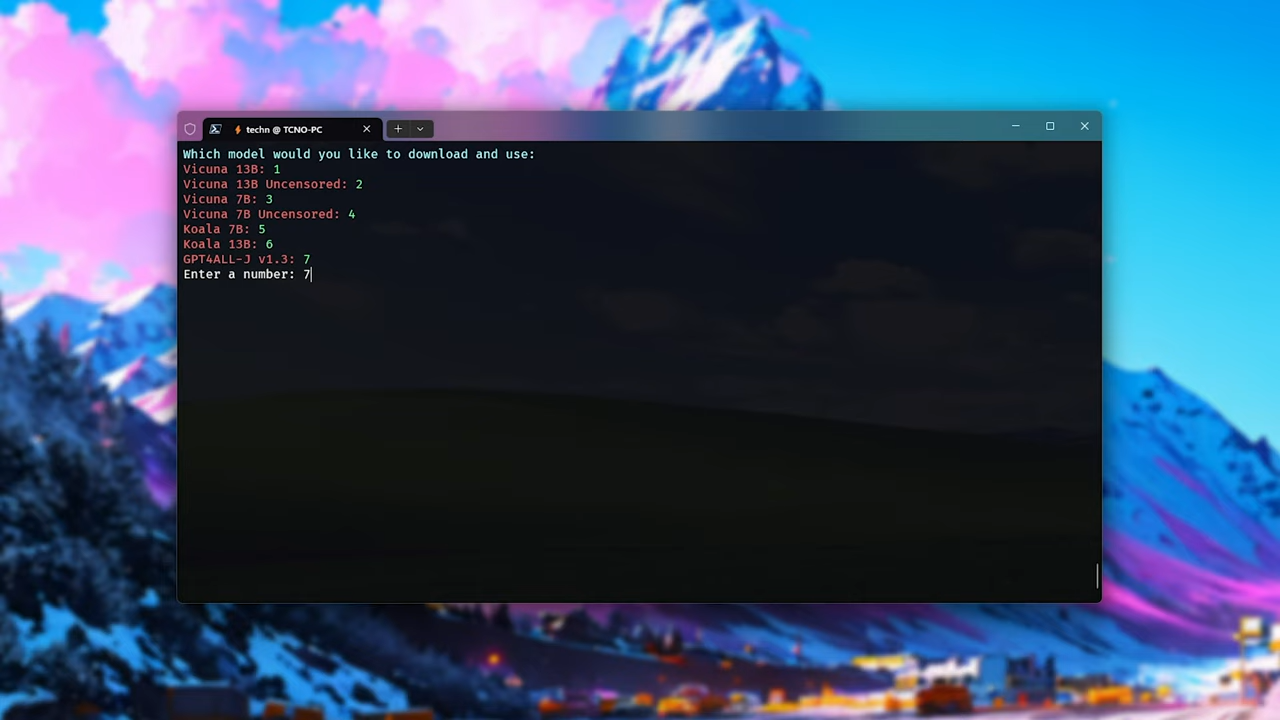 techn @ TCNO-PC
Which model would you like to download and use:
Vicuna 13B: 1
Vicuna 13B Uncensored: 2
Vicuna 7B: 3
Vicuna 7B Uncensored: 4
Koala 7B: 5
Koala 13B: 6
GPT4ALL-J v1.3: 7
Enter a number: 7